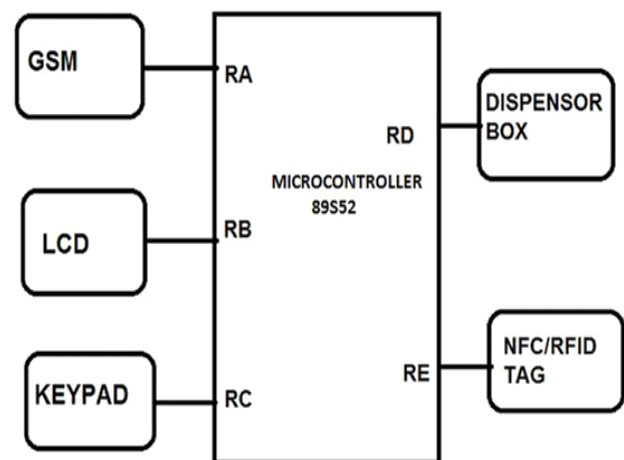 GSM
RA
LCD
RB
KEYPAD
RC
MICROCONTROLLER
89S52
RD
DISPENSOR
BOX
RE
NFC/RFID
TAG